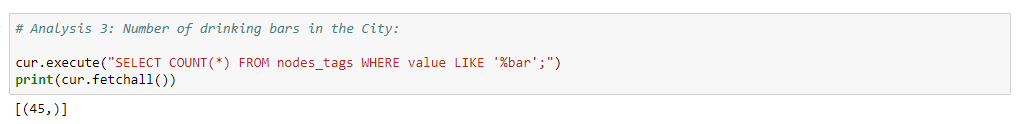 # Analysis 3: Number of drinking bars in the City:
cur.execute("SELECT COUNT(*) FROM nodes_tags WHERE value LIKE '%bar';")
print(cur.fetchall())
[(45,)]